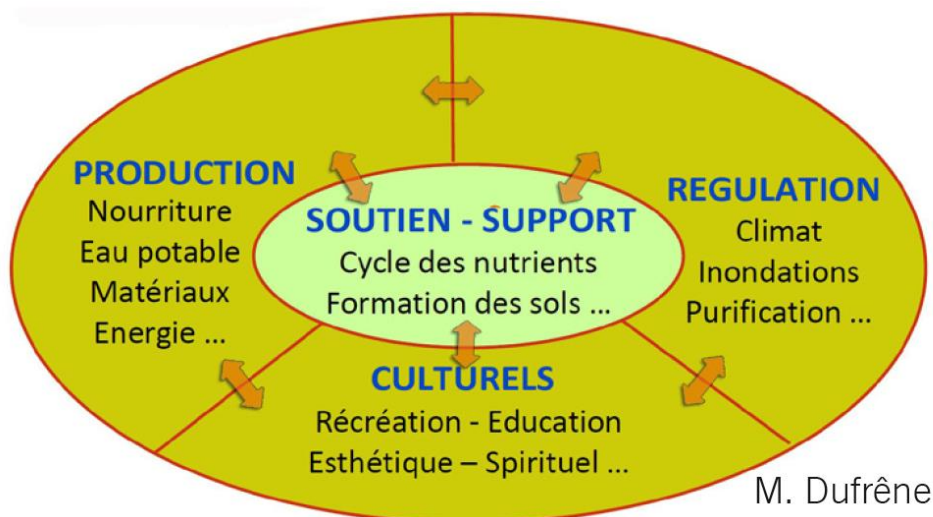 PRODUCTION
Nourriture
Eau potable
Matériaux
Energie ...
SOUTIEN - SUPPORT
Cycle des nutrients
Formation des sols ...
REGULATION
Climat
Inondations
Purification ...
CULTURELS
Récréation - Education
Esthétique – Spirituel ...
M. Dufrêne